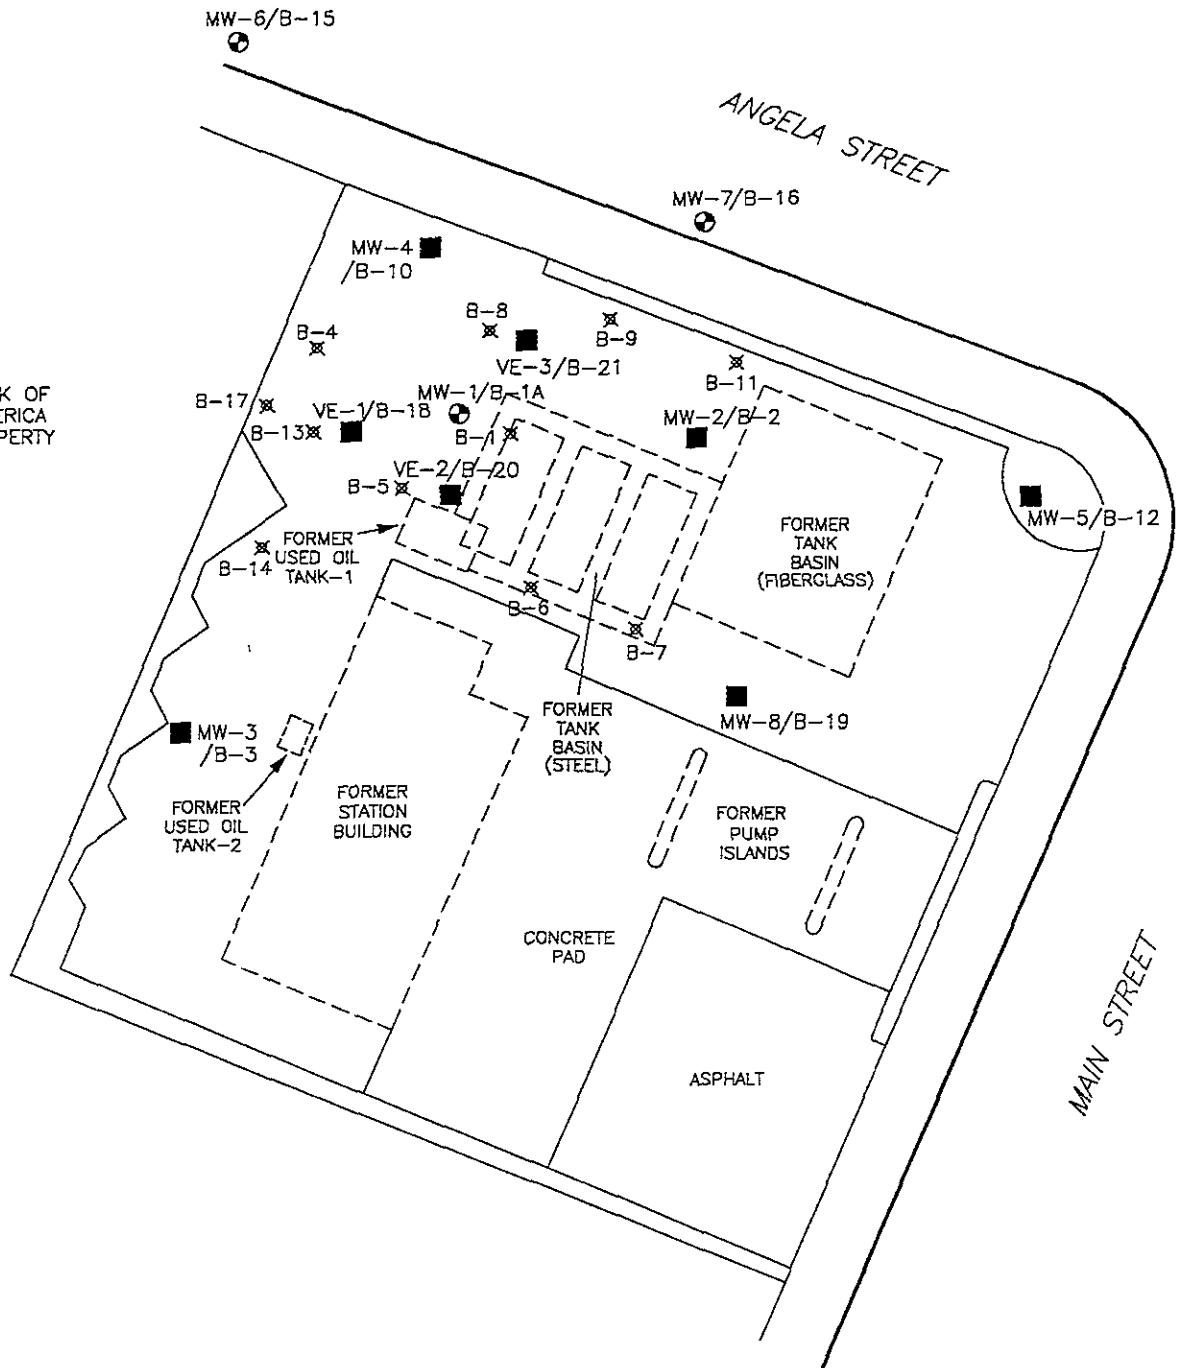 MW-6/B-15
ANGELA STREET
MW-7/B-16
MW-4
/B-10
B-8
B-9
B-4
VE-3/B-21
B-11
K OF
ERICA
PERTY
B-17
MW-1/B-1A
VE-1/B-18
B-13
B-1
MW-2/B-2
VE-2/B-20
B-5
MW-5/B-12
FORMER
TANK
BASIN
(FIBERGLASS)
FORMER
USED OIL
TANK-1
B-14
B-6
B-7
MW-8/B-19
FORMER
TANK
BASIN
(STEEL)
MW-3
/B-3
FORMER
USED OIL
TANK-2
FORMER
STATION
BUILDING
FORMER
PUMP
ISLANDS
CONCRETE
PAD
ASPHALT
MAIN STREET